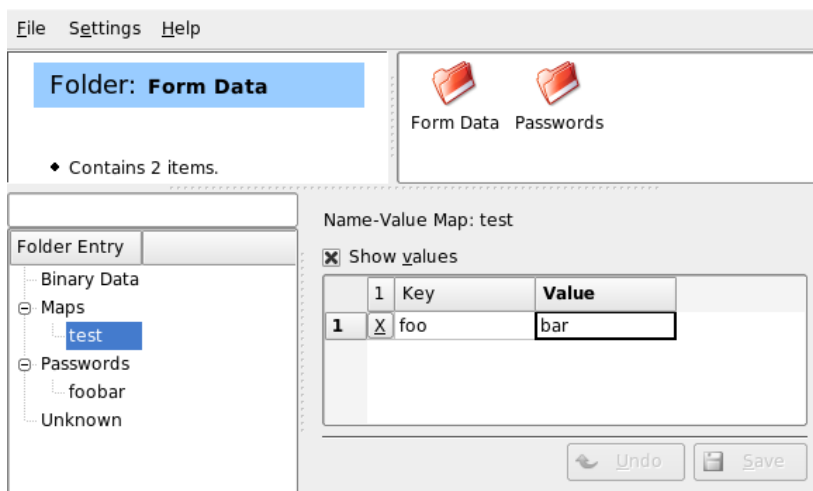 File Settings Help
Folder: Form Data
Contains 2 items.
Form Data Passwords
Folder Entry
Binary Data
Maps
test
Passwords
foobar
Unknown
Name-Value Map: test
Show values
1 Key Value
1 X foo bar
Undo Save